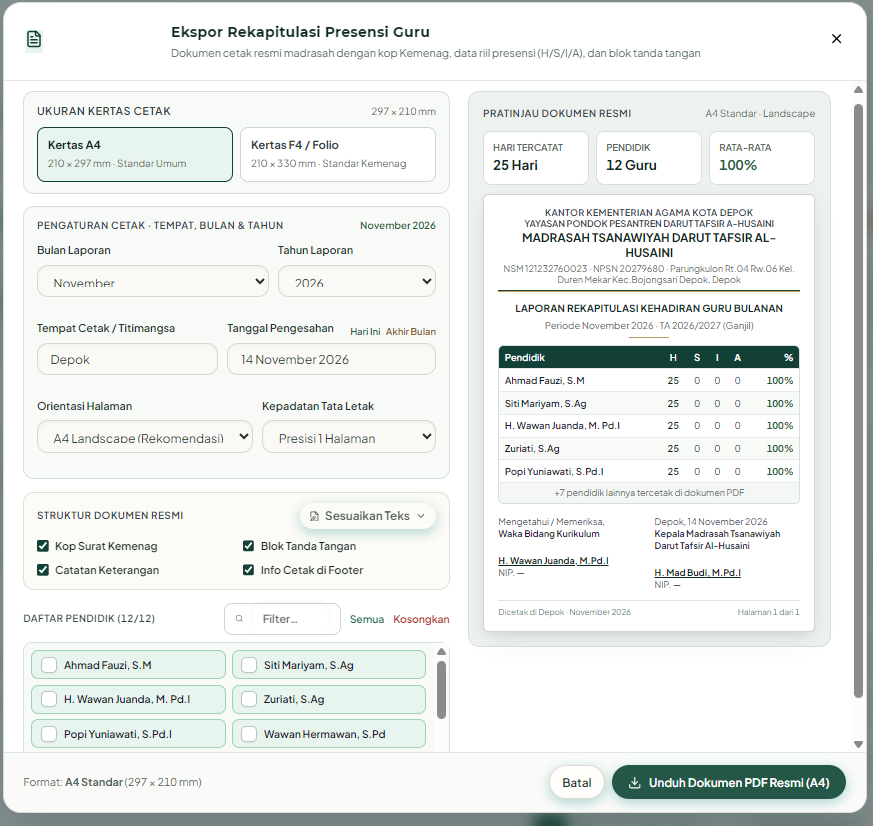 Ekspor Rekapitulasi Presensi Guru
Dokumen cetak resmi madrasah dengan kop Kemenag, data riil presensi (H/S/I/A), dan blok tanda tangan
UKURAN KERTAS CETAK 297 × 210 mm
Kertas A4
210 × 297 mm · Standar Umum
Kertas F4 / Folio
210 × 330 mm · Standar Kemenag
PENGATURAN CETAK · TEMPAT, BULAN & TAHUN November 2026
Bulan Laporan
November
Tahun Laporan
2026
Tempat Cetak / Titimangsa
Depok
Tanggal Pengesahan Hari Ini Akhir Bulan
14 November 2026
Orientasi Halaman
A4 Landscape (Rekomendasi)
Kepadatan Tata Letak
Presisi 1 Halaman
STRUKTUR DOKUMEN RESMI Sesuaikan Teks
Kop Surat Kemenag Blok Tanda Tangan
Catatan Keterangan Info Cetak di Footer
DAFTAR PENDIDIK (12/12) Filter... Semua Kosongkan
Ahmad Fauzi, S.M Siti Mariyam, S.Ag
H. Wawan Juanda, M. Pd.I Zuriati, S.Ag
Popi Yuniawati, S.Pd.I Wawan Hermawan, S.Pd
PRATINJAU DOKUMEN RESMI A4 Standar · Landscape
HARI TERCATAT
25 Hari
PENDIDIK
12 Guru
RATA-RATA
100%
KANTOR KEMENTERIAN AGAMA KOTA DEPOK
YAYASAN PONDOK PESANTREN DARUT TAFSIR A-HUSAINI
MADRASAH TSANAWIYAH DARUT TAFSIR AL-
HUSAINI
NSM 121232760023 · NPSN 20279680 · Parungkulon Rt.04 Rw.06 Kel.
Duren Mekar Kec.Bojongsari Depok, Depok
LAPORAN REKAPITULASI KEHADIRAN GURU BULANAN
Periode November 2026 · TA 2026/2027 (Ganjil)
Pendidik H S I A %
Ahmad Fauzi, S.M 25 0 0 0 100%
Siti Mariyam, S.Ag 25 0 0 0 100%
H. Wawan Juanda, M. Pd.I 25 0 0 0 100%
Zuriati, S.Ag 25 0 0 0 100%
Popi Yuniawati, S.Pd.I 25 0 0 0 100%
+7 pendidik lainnya tercetak di dokumen PDF
Mengetahui / Memeriksa,
Waka Bidang Kurikulum
H. Wawan Juanda, M.Pd.I
NIP. —
Depok, 14 November 2026
Kepala Madrasah Tsanawiyah
Darut Tafsir Al-Husaini
H. Mad Budi, M.Pd.I
NIP. —
Dicetak di Depok · November 2026 Halaman 1 dari 1
Format: A4 Standar (297 × 210 mm) Batal Unduh Dokumen PDF Resmi (A4)